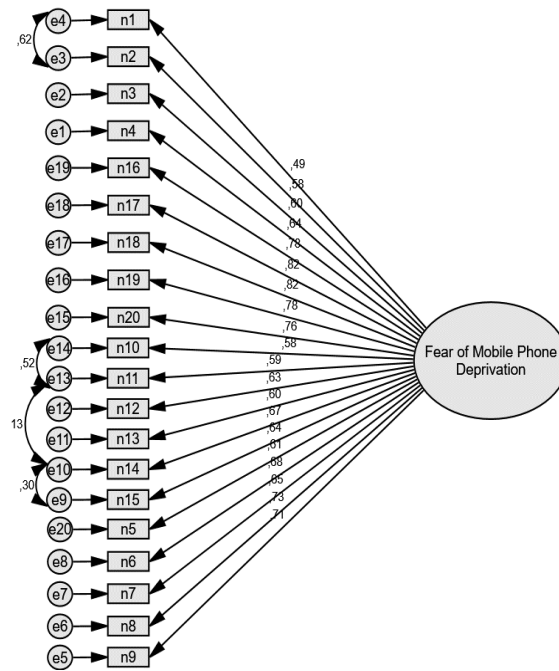 e4 n1
,62
e3 n2
e2 n3
e1 n4
e19 n16
e18 n17
e17 n18
e16 n19
e15 n20
e14 n10
,52
e13 n11
e12 n12
13
e11 n13
e10 n14
,30
e9 n15
e20 n5
e8 n6
e7 n7
e6 n8
e5 n9
,49
,58
,60
,64
,78
,82
,82
,78
,76
,58
,59
,63
,60
,67
,64
,61
,68
,65
,73
,71
Fear of Mobile Phone
Deprivation